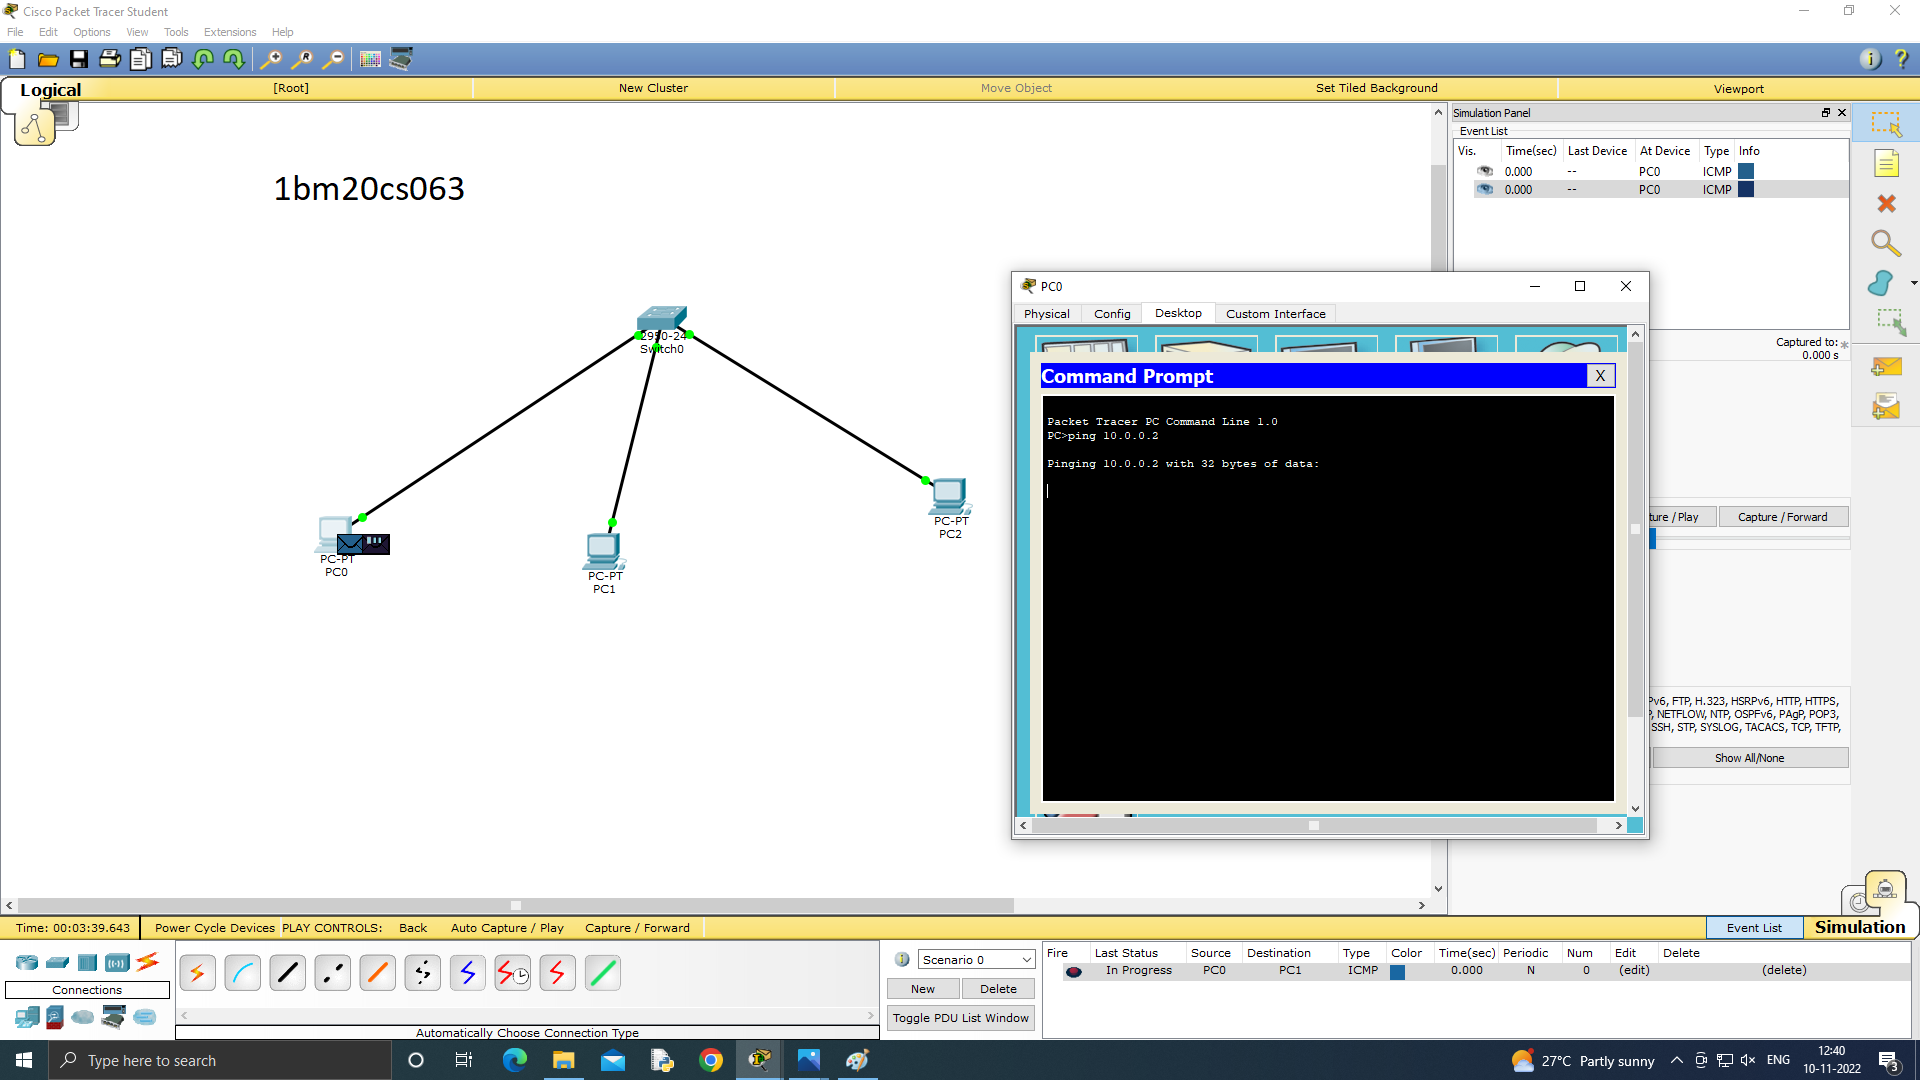 Cisco Packet Tracer Student
File Edit Options View Tools Extensions Help
Logical [Root] New Cluster Move Object Set Tiled Background Viewport
1bm20cs063
2950-24
Switch0
PC-PT
PC0
PC-PT
PC1
PC-PT
PC2
Simulation Panel
Event List
Vis. Time(sec) Last Device At Device Type Info
0.000 -- PC0 ICMP
0.000 -- PC0 ICMP
Captured to:
0.000 s
PC0
Physical Config Desktop Custom Interface
Command Prompt X
Packet Tracer PC Command Line 1.0
PC>ping 10.0.0.2
Pinging 10.0.0.2 with 32 bytes of data:
ture / Play Capture / Forward
Pv6, FTP, H.323, HSRPv6, HTTP, HTTPS,
P, NETFLOW, NTP, OSPFv6, PAgP, POP3,
SSH, STP, SYSLOG, TACACS, TCP, TFTP,
Show All/None
Time: 00:03:39.643 Power Cycle Devices PLAY CONTROLS: Back Auto Capture / Play Capture / Forward Event List Simulation
Connections
Automatically Choose Connection Type
Scenario 0
New Delete
Toggle PDU List Window
Fire Last Status Source Destination Type Color Time(sec) Periodic Num Edit Delete
In Progress PC0 PC1 ICMP 0.000 N 0 (edit) (delete)
Type here to search
27°C Partly sunny ENG
12:40
10-11-2022
3